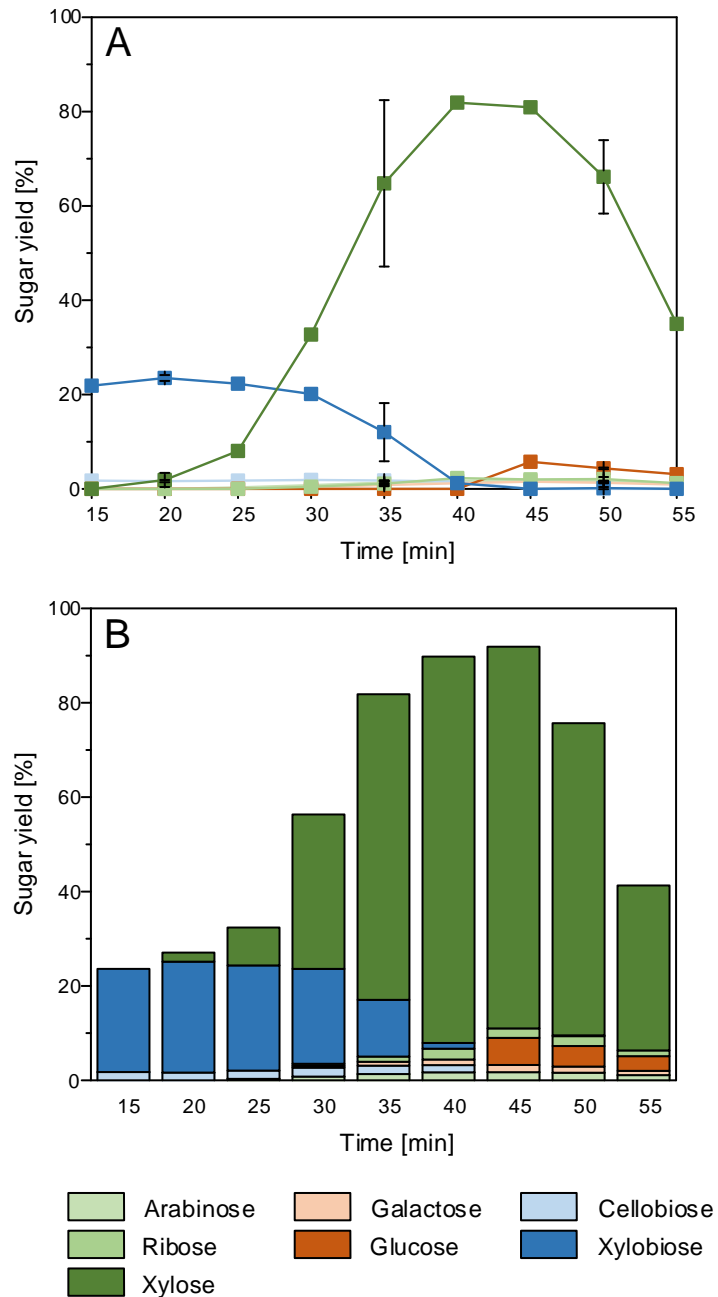 A
100
80
60
40
20
0
Sugar yield [%]
15 20 25 30 35 40 45 50 55
Time [min]
B
100
80
60
40
20
0
Sugar yield [%]
15 20 25 30 35 40 45 50 55
Time [min]
Arabinose Galactose Cellobiose
Ribose Glucose Xylobiose
Xylose